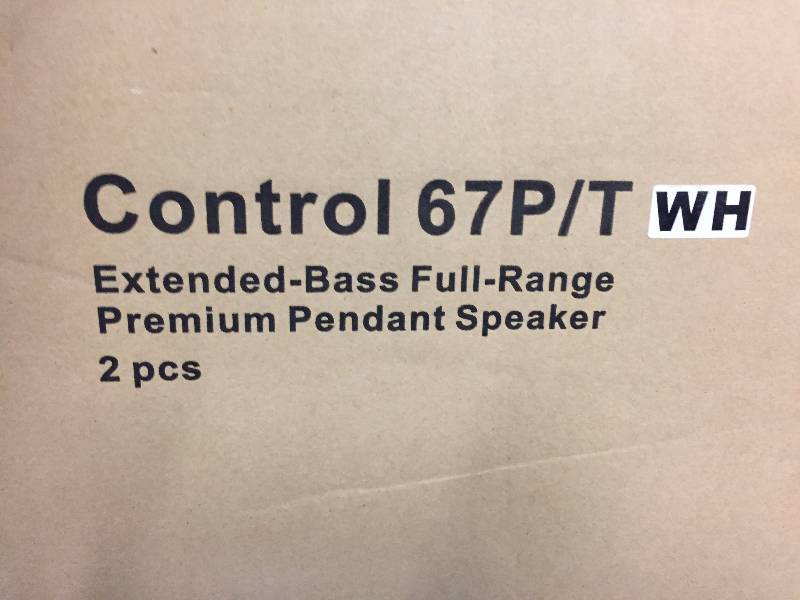 Control 67P/T WH
Extended-Bass Full-Range
Premium Pendant Speaker
2 pcs